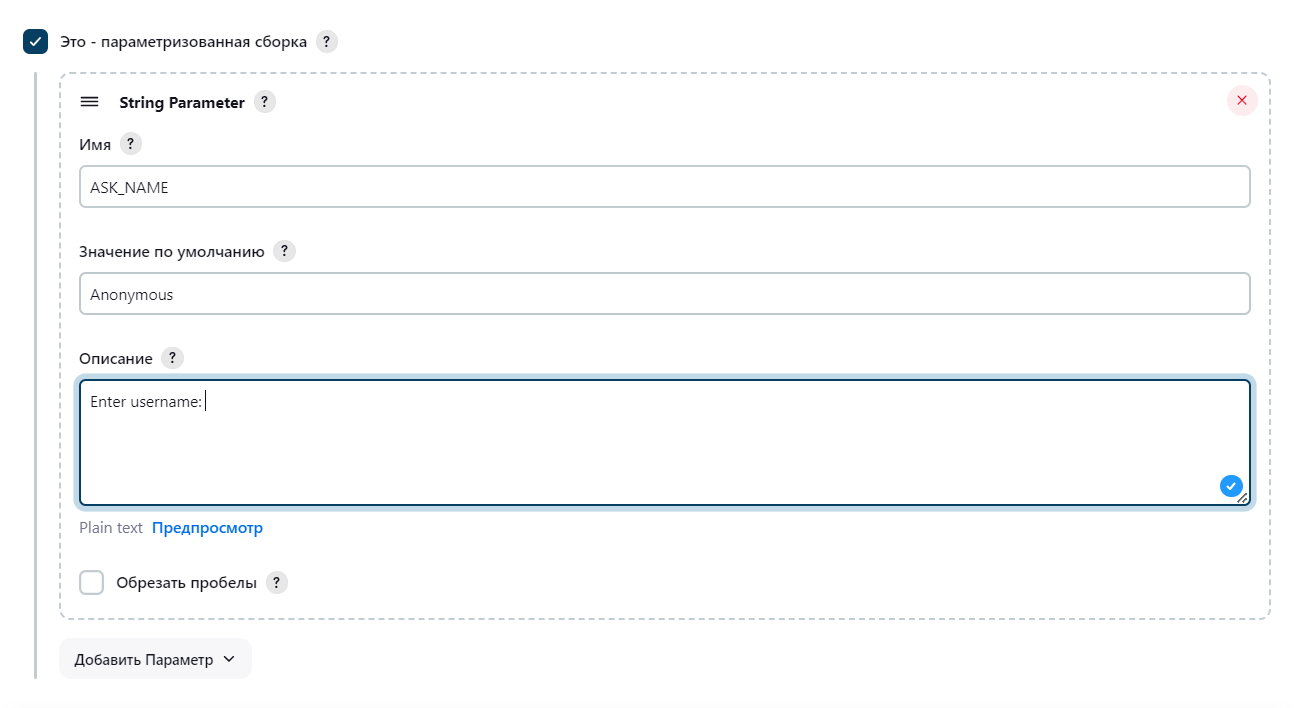 Это - параметризованная сборка ?
String Parameter ?
Имя ?
ASK_NAME
Значение по умолчанию ?
Anonymous
Описание ?
Enter username:
Plain text Предпросмотр
Обрезать пробелы ?
Добавить Параметр